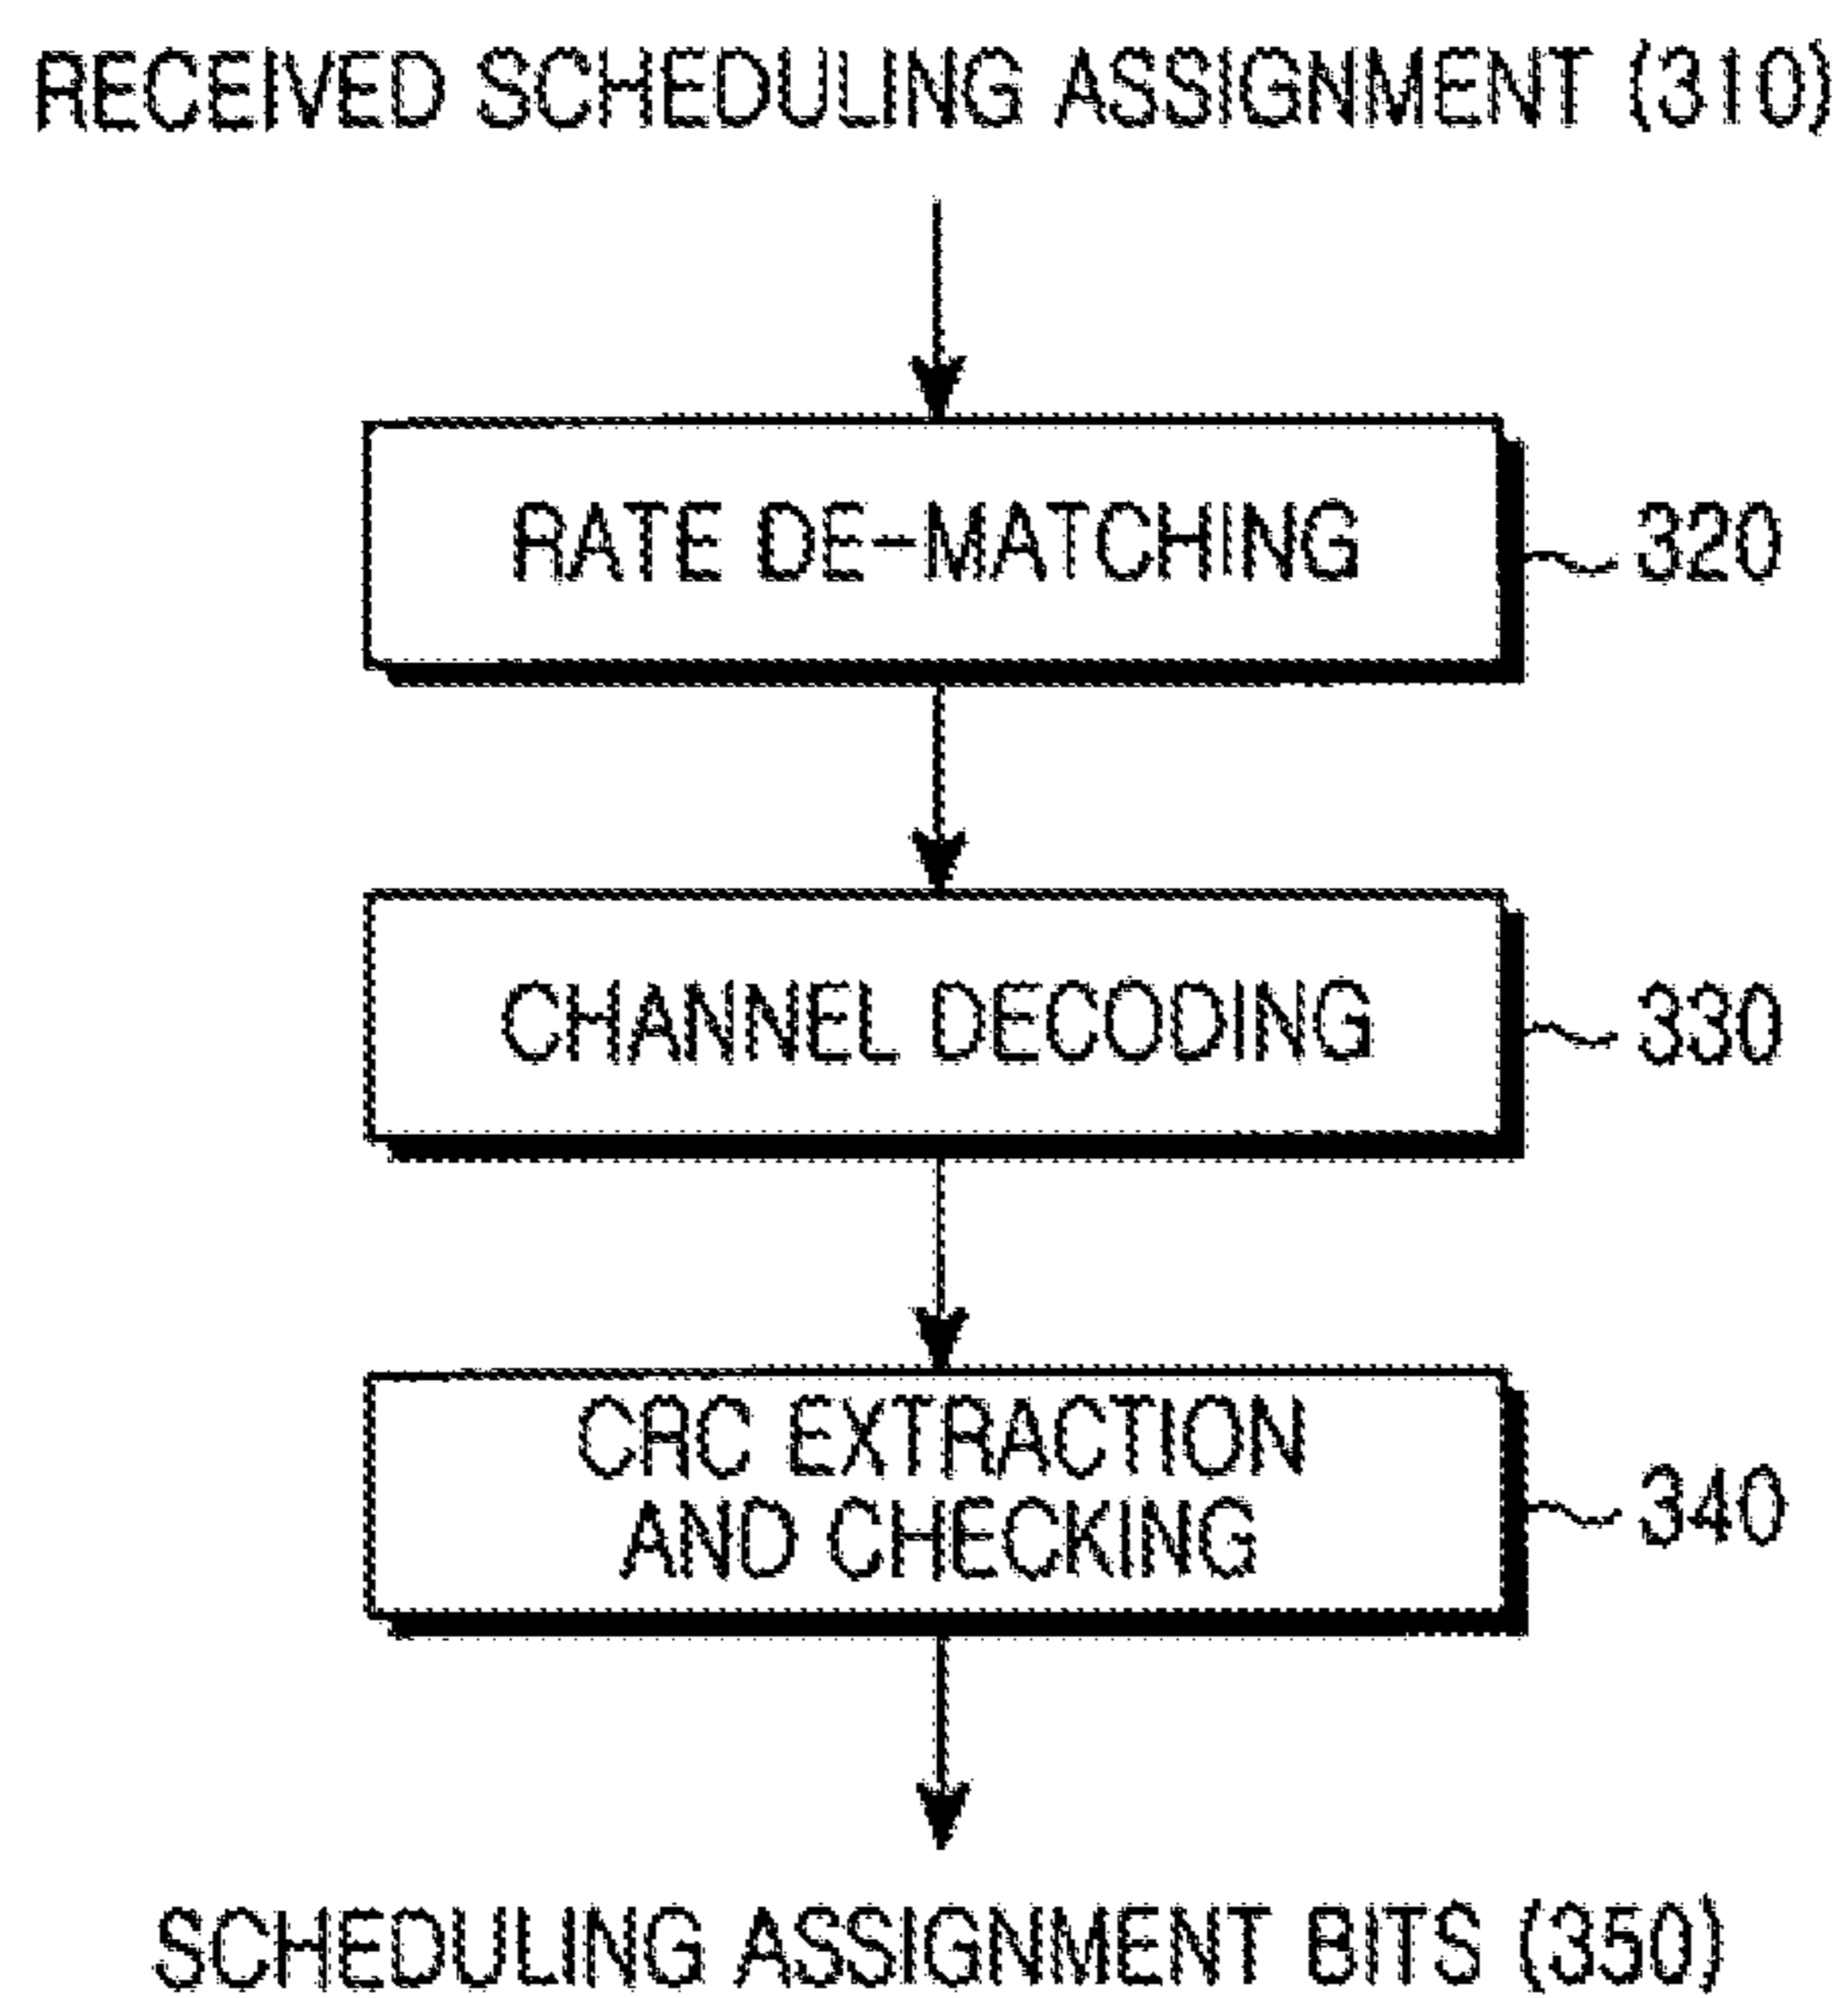 RECEIVED SCHEDULING ASSIGNMENT (310)
RATE DE-MATCHING
320
CHANNEL DECODING
330
CRC EXTRACTION
AND CHECKING
340
SCHEDULING ASSIGNMENT BITS (350)